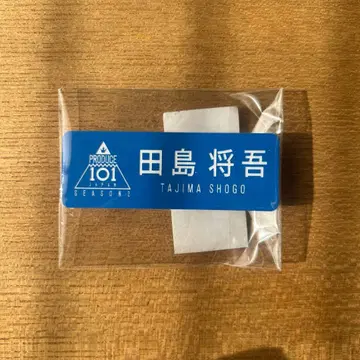 PRODUCE
101
JAPAN
SEASON2
田島 将吾
TAJIMA SHOGO